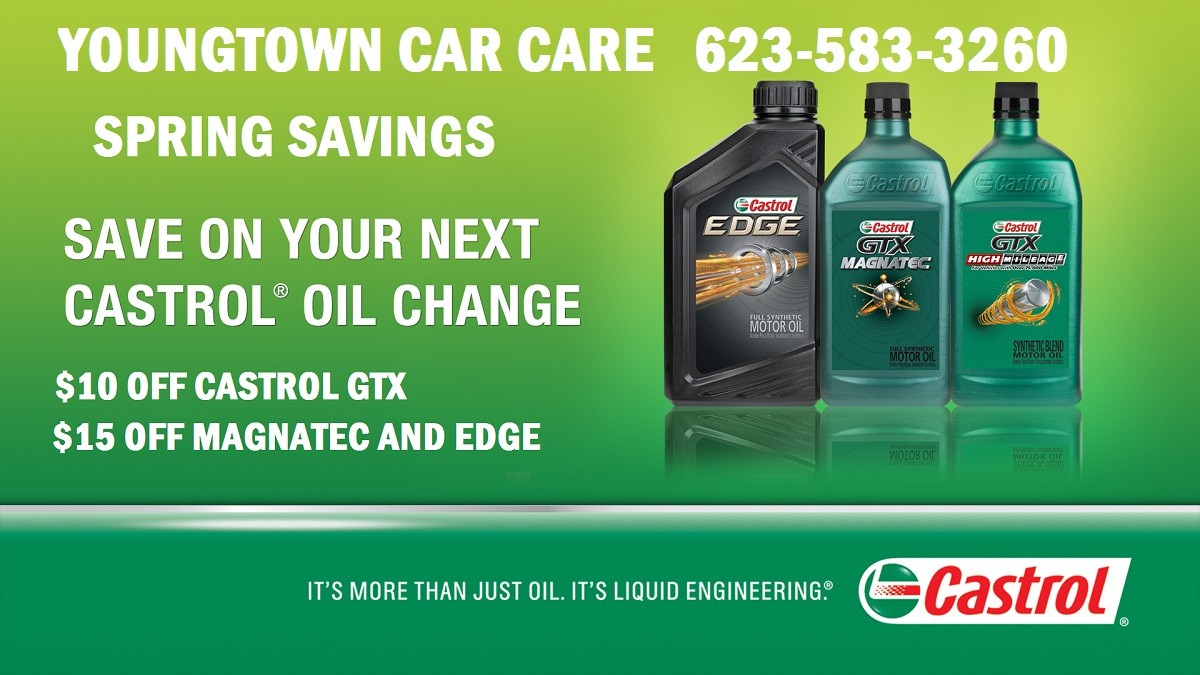 YOUNGTOWN CAR CARE 623-583-3260
SPRING SAVINGS
SAVE ON YOUR NEXT
CASTROL® OIL CHANGE
$10 OFF CASTROL GTX
$15 OFF MAGNATEC AND EDGE
Castrol
EDGE
FULL SYNTHETIC
MOTOR OIL
Castrol
Castrol
GTX
MAGNATEC
FULL SYNTHETIC
MOTOR OIL
Castrol
Castrol
GTX
HIGH MILEAGE
SYNTHETIC BLEND
MOTOR OIL
IT'S MORE THAN JUST OIL. IT'S LIQUID ENGINEERING.®
Castrol®